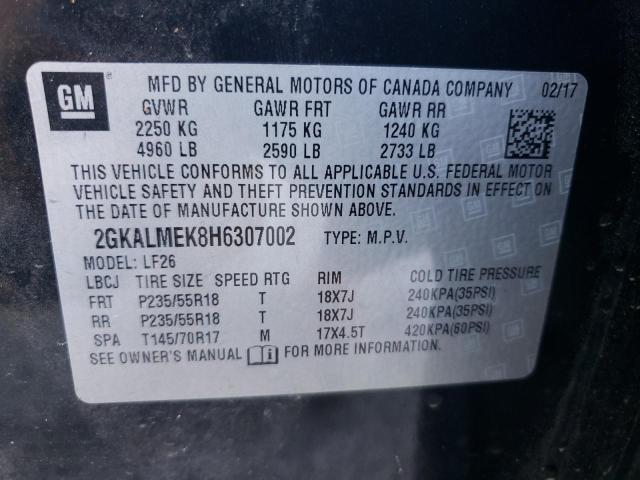 GM MFD BY GENERAL MOTORS OF CANADA COMPANY 02/17
GVWR GAWR FRT GAWR RR
2250 KG 1175 KG 1240 KG
4960 LB 2590 LB 2733 LB
THIS VEHICLE CONFORMS TO ALL APPLICABLE U.S. FEDERAL MOTOR
VEHICLE SAFETY AND THEFT PREVENTION STANDARDS IN EFFECT ON
THE DATE OF MANUFACTURE SHOWN ABOVE.
2GKALMEK8H6307002 TYPE: M.P.V.
MODEL: LF26
LBCJ TIRE SIZE SPEED RTG RIM COLD TIRE PRESSURE
FRT P235/55R18 T 18X7J 240KPA(35PSI)
RR P235/55R18 T 18X7J 240KPA(35PSI)
SPA T145/70R17 M 17X4.5T 420KPA(60PSI)
SEE OWNER'S MANUAL i FOR MORE INFORMATION.